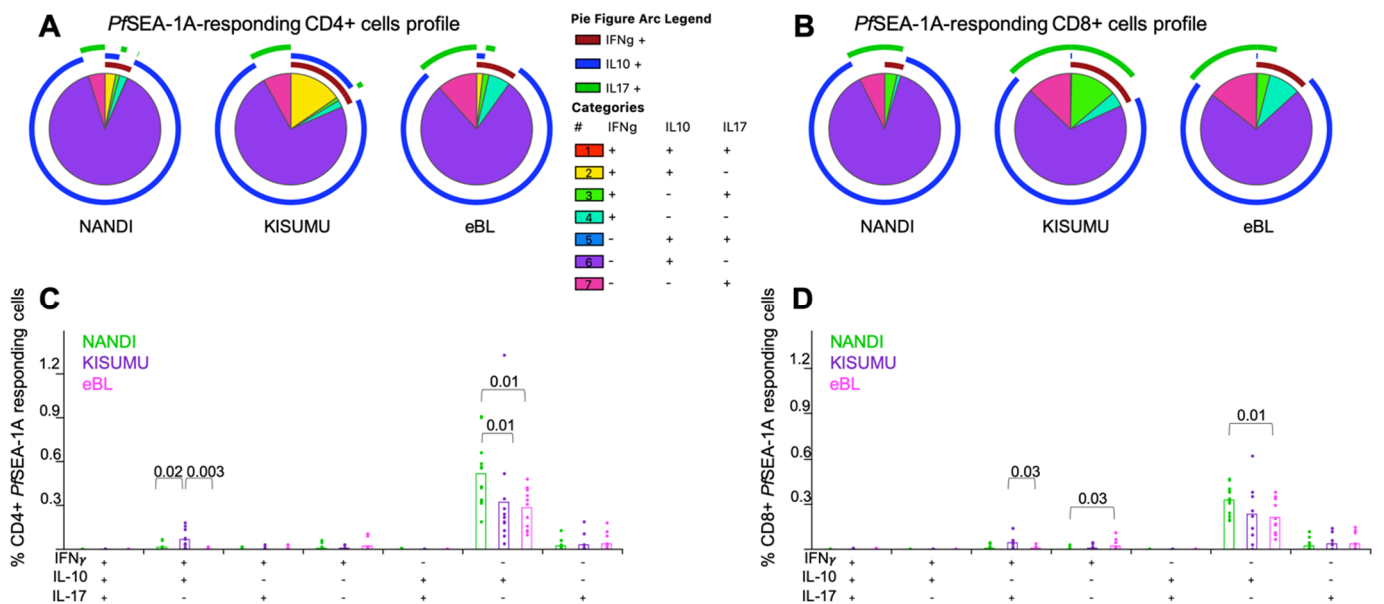 A PfSEA-1A-responding CD4+ cells profile
NANDI KISUMU eBL
Pie Figure Arc Legend
IFNg +
IL10 +
IL17 +
Categories
# IFNg IL10 IL17
1 + + +
2 + + -
3 + - +
4 + - -
5 - + +
6 - + -
7 - - +
B PfSEA-1A-responding CD8+ cells profile
NANDI KISUMU eBL
C
% CD4+ PfSEA-1A responding cells
NANDI
KISUMU
eBL
1.2
0.9
0.6
0.3
0.02 0.003
0.01
0.01
IFNγ + + + + - - -
IL-10 + + - - + + -
IL-17 + - + - + - +
D
% CD8+ PfSEA-1A responding cells
NANDI
KISUMU
eBL
1.2
0.9
0.6
0.3
0.03
0.03
0.01
IFNγ + + + + - - -
IL-10 + + - - + + -
IL-17 + - + - + - +